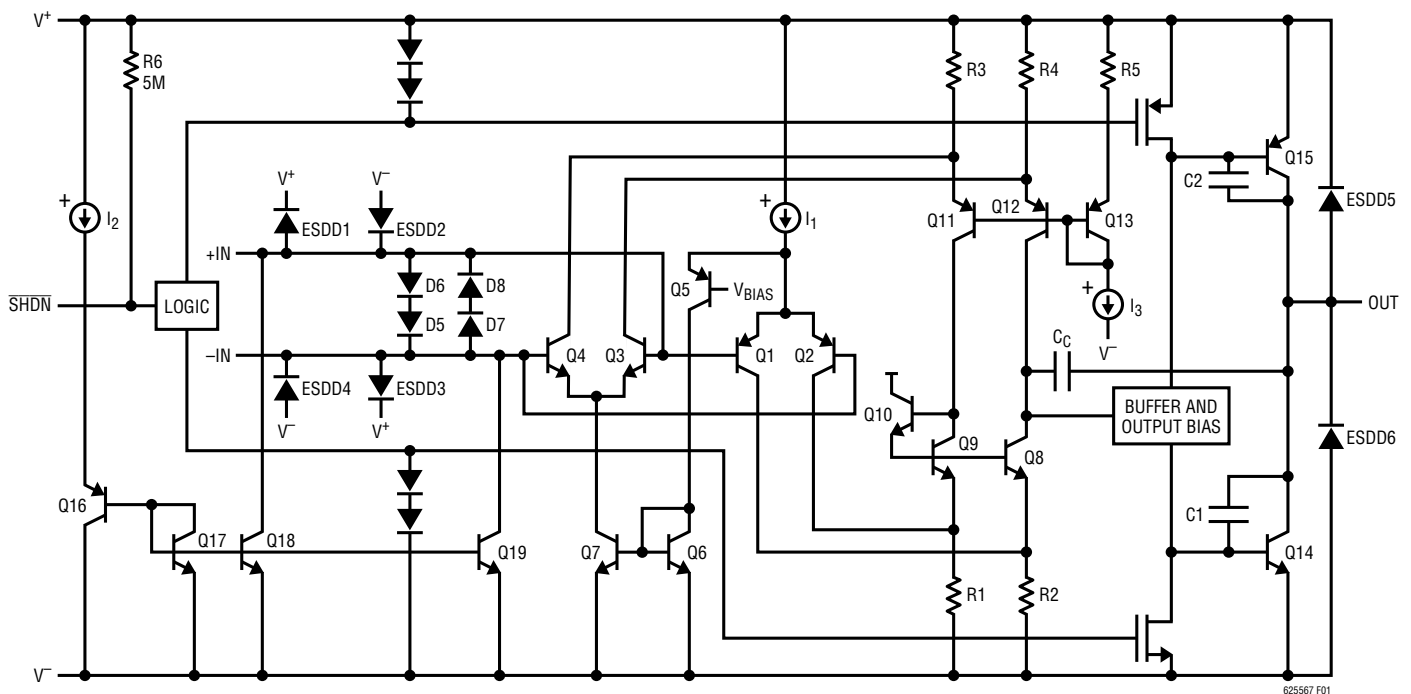 V+
R6
5M
R3
R4
R5
Q15
C2
ESDD5
V+
V−
+
I2
+
I1
Q11
Q12
Q13
ESDD1
ESDD2
+IN
D6
D8
Q5
VBIAS
+
I3
SHDN
LOGIC
OUT
D5
D7
−IN
Q4
Q3
Q1
Q2
V−
CC
ESDD4
ESDD3
V−
V+
Q10
BUFFER AND
OUTPUT BIAS
ESDD6
Q9
Q8
Q16
C1
Q17
Q18
Q19
Q7
Q6
Q14
R1
R2
V−
625567 F01